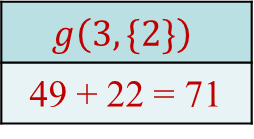 g(3,{2})
49 + 22 = 71